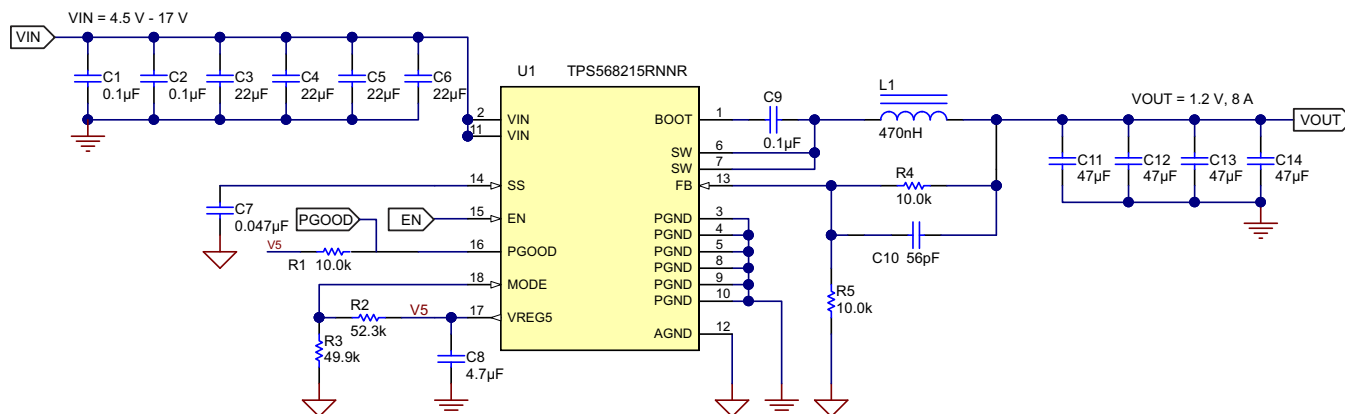 VIN = 4.5 V - 17 V
VIN
C1
0.1µF
C2
0.1µF
C3
22µF
C4
22µF
C5
22µF
C6
22µF
U1 TPS568215RNNR
2 VIN
11 VIN
14 SS
15 EN
16 PGOOD
18 MODE
17 VREG5
BOOT 1
SW 6
SW 7
FB 13
PGND 3
PGND 4
PGND 5
PGND 8
PGND 9
PGND 10
AGND 12
C7
0.047µF
PGOOD
EN
V5
R1 10.0k
R2
52.3k
V5
R3
49.9k
C8
4.7µF
C9
0.1µF
L1
470nH
R4
10.0k
C10 56pF
R5
10.0k
VOUT = 1.2 V, 8 A
VOUT
C11
47µF
C12
47µF
C13
47µF
C14
47µF